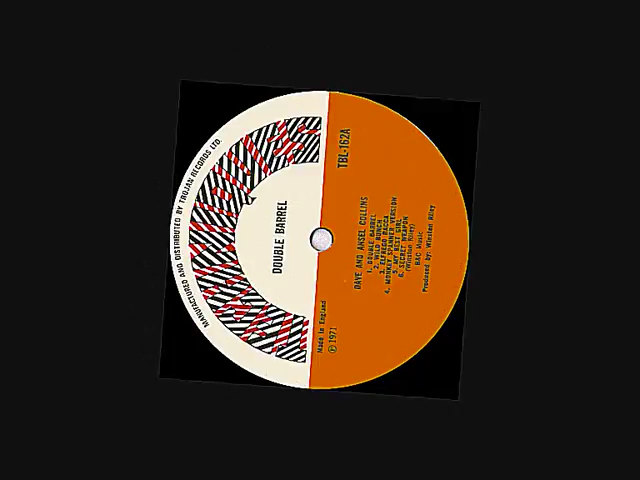 MANUFACTURED AND DISTRIBUTED BY TROJAN RECORDS LTD.
DOUBLE BARREL
TBL-162A
DAVE AND ANSEL COLLINS
1. DOUBLE BARREL
2. WILD BUNCH
3.
4. MONKEY SPANNER VERSION
5. MY BEST GIRL
6. SECRET WEAPON
(Winston Riley)
B&C Music
Produced by: Winston Riley
Made in England
Ⓟ 1971